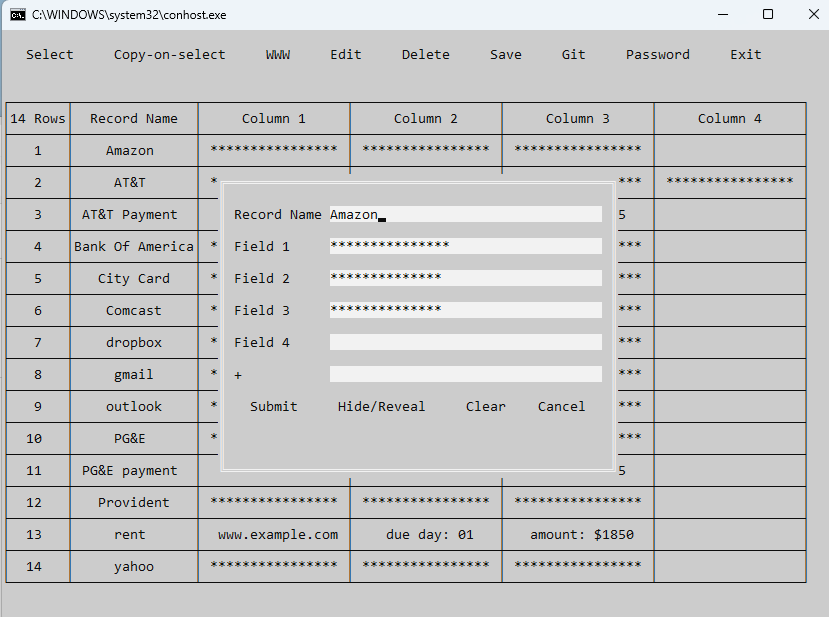 C:\WINDOWS\system32\conhost.exe
Select Copy-on-select WWW Edit Delete Save Git Password Exit
14 Rows Record Name Column 1 Column 2 Column 3 Column 4
1 Amazon **************** **************** ****************
2 AT&T * *** ****************
3 AT&T Payment 5
4 Bank Of America * ***
5 City Card * ***
6 Comcast * ***
7 dropbox * ***
8 gmail * ***
9 outlook * ***
10 PG&E * ***
11 PG&E payment 5
Record Name Amazon
Field 1 ***************
Field 2 **************
Field 3 **************
Field 4
+
Submit Hide/Reveal Clear Cancel
12 Provident **************** **************** ****************
13 rent www.example.com due day: 01 amount: $1850
14 yahoo **************** **************** ****************